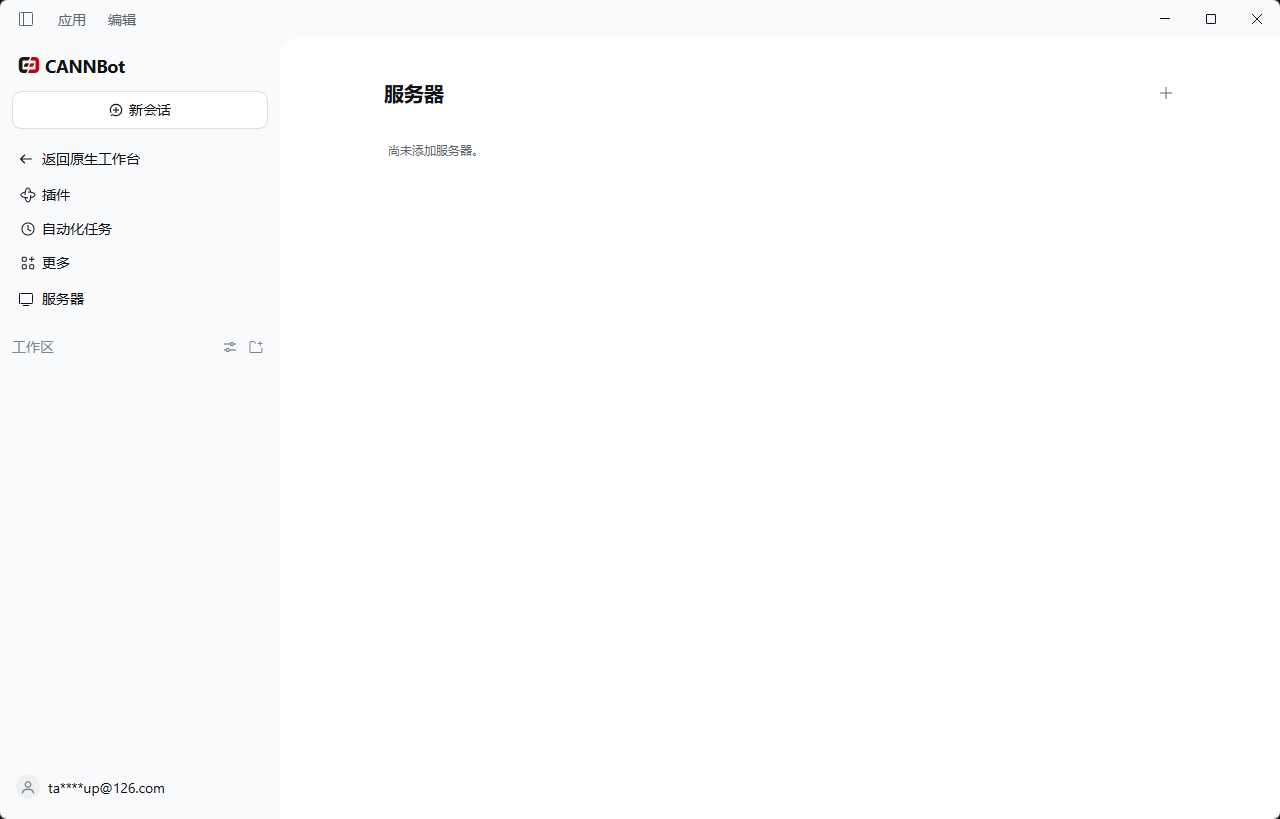 应用 编辑
CANNBot
新会话
返回原生工作台
插件
自动化任务
更多
服务器
工作区
ta****up@126.com
服务器
尚未添加服务器。